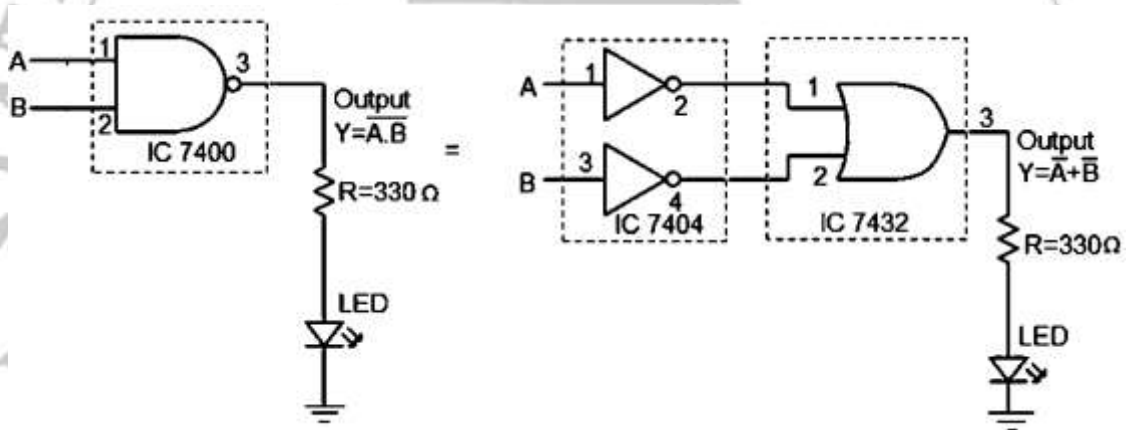 A
1
B
2
3
IC 7400
Output
Y=\overline{A.B}
R=330 Ω
LED
=
A
1
2
B
3
4
IC 7404
1
2
3
IC 7432
Output
Y=A̅+B̅
R=330Ω
LED